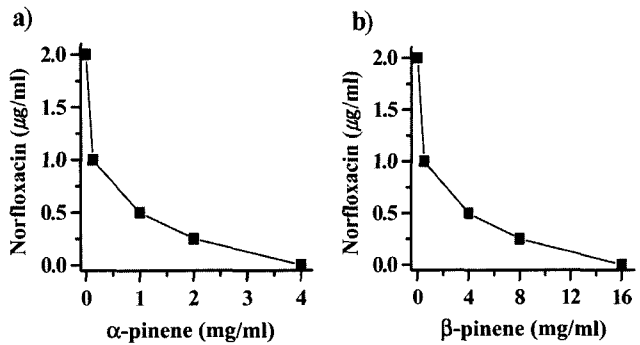 a)
Norfloxacin (μg/ml)
2.0
1.5
1.0
0.5
0.0
0 1 2 3 4
α-pinene (mg/ml)
b)
Norfloxacin (μg/ml)
2.0
1.5
1.0
0.5
0.0
0 4 8 12 16
β-pinene (mg/ml)